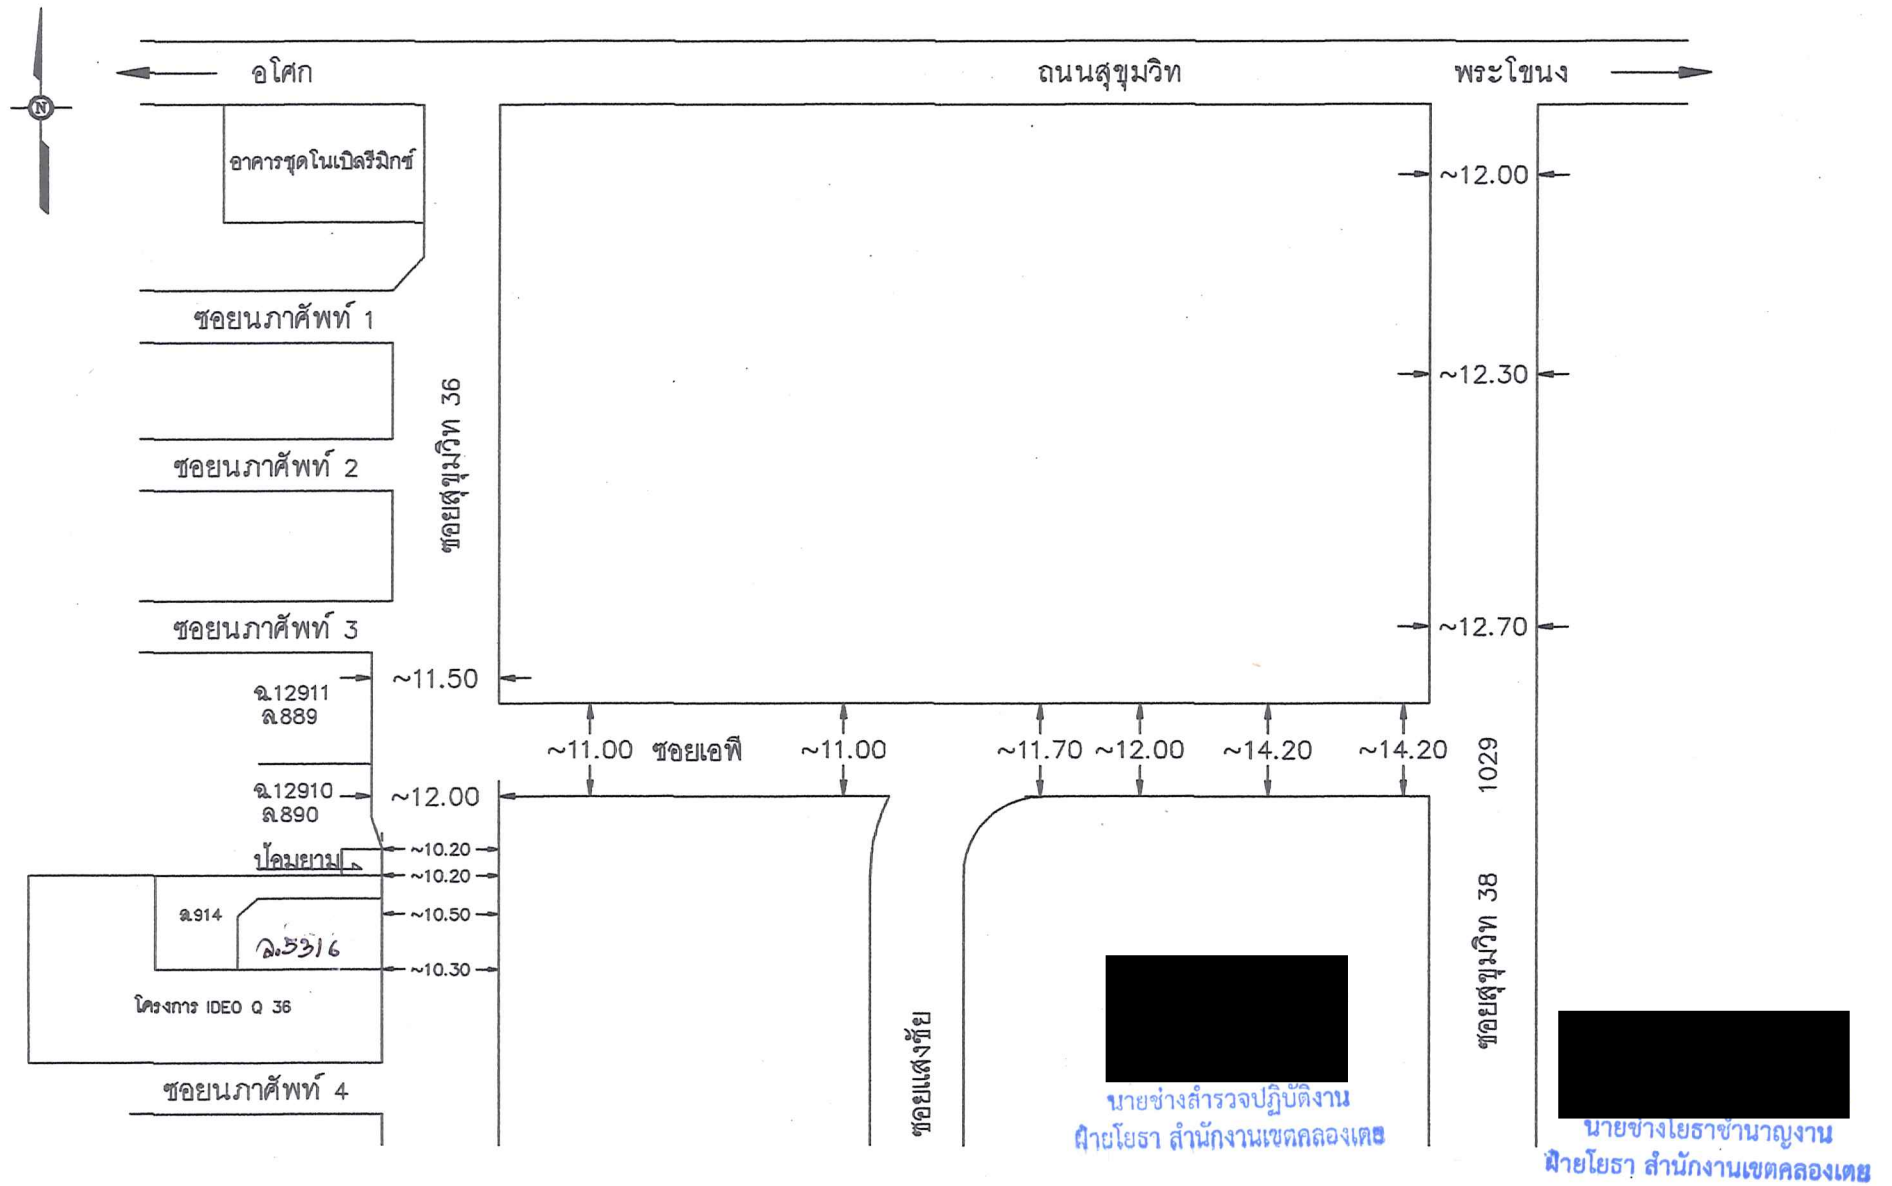 อโศก
ถนนสุขุมวิท
พระโขนง
N
อาคารชุดโนเบิลรีมิกซ์
~12.00
ซอยนภาศัพท์ 1
~12.30
ซอยสุขุมวิท 36
ซอยนภาศัพท์ 2
ซอยนภาศัพท์ 3
~12.70
ฉ.12911
ล.889
~11.50
~11.00
ซอยเอพี
~11.00
~11.70
~12.00
~14.20
~14.20
1029
ฉ.12910
ล.890
~12.00
ป้อมยาม
~10.20
~10.20
ล.914
~10.50
ฉ.5316
~10.30
โครงการ IDEO Q 36
ซอยสุขุมวิท 38
ซอยแสงชัย
ซอยนภาศัพท์ 4
นายช่างสำรวจปฏิบัติงาน
ฝ่ายโยธา สำนักงานเขตคลองเตย
นายช่างโยธาชำนาญงาน
ฝ่ายโยธา สำนักงานเขตคลองเตย